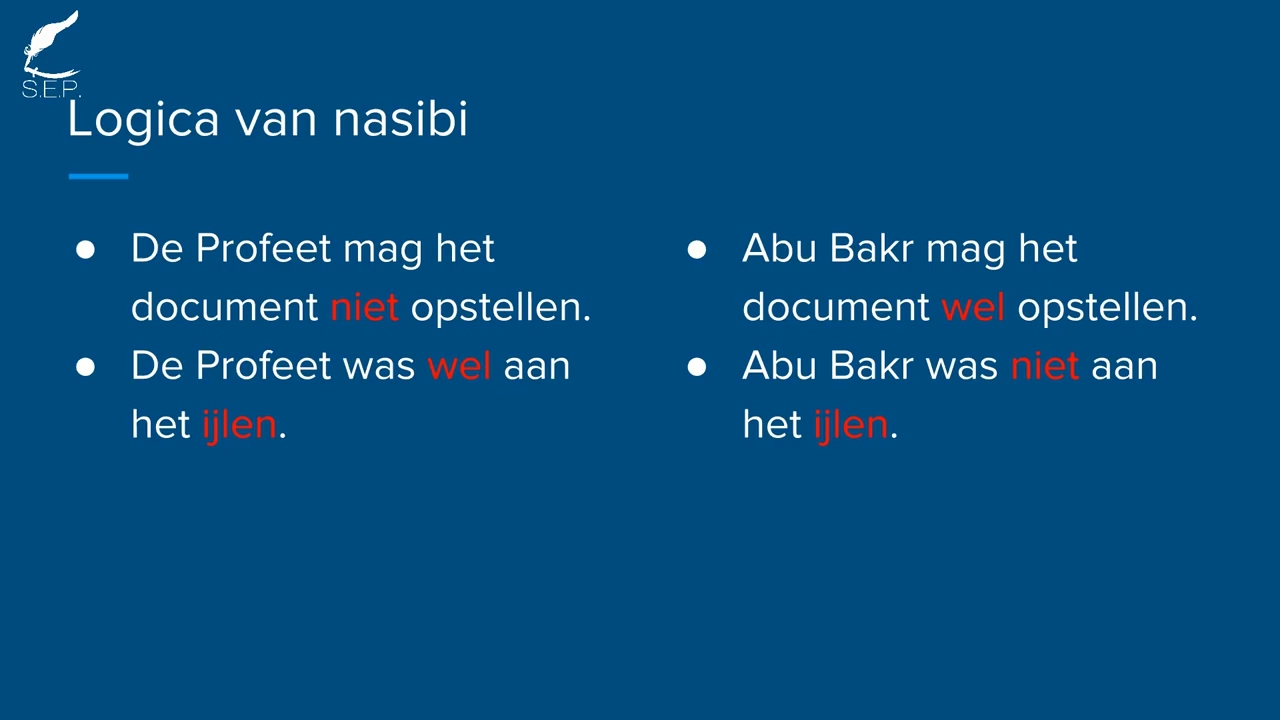 S.E.P.
Logica van nasibi
● De Profeet mag het
document niet opstellen.
● De Profeet was wel aan
het ijlen.
● Abu Bakr mag het
document wel opstellen.
● Abu Bakr was niet aan
het ijlen.